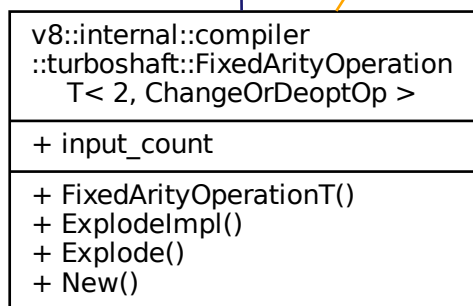 v8::internal::compiler
::turboshaft::FixedArityOperation
T< 2, ChangeOrDeoptOp >
+ input_count
+ FixedArityOperationT()
+ ExplodeImpl()
+ Explode()
+ New()